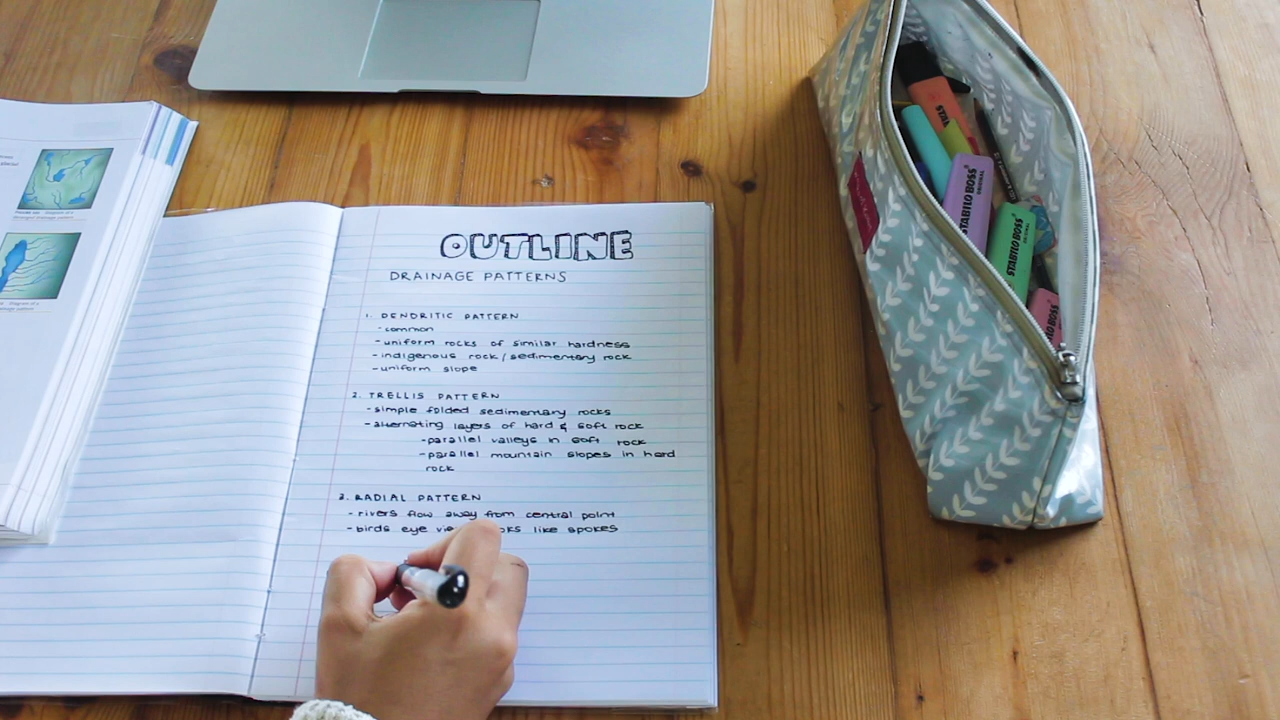 OUTLINE
DRAINAGE PATTERNS
1. DENDRITIC PATTERN
- common
- uniform rocks of similar hardness
- indigenous rock/sedimentary rock
- uniform slope
2. TRELLIS PATTERN
- simple folded sedimentary rocks
- alternating layers of hard & soft rock
- parallel valleys in soft rock
- parallel mountain slopes in hard
rock
3. RADIAL PATTERN
- rivers flow away from central point
- birds eye like spokes
STABILO BOSS ORIGINAL
STABILO BOSS ORIGINAL
BOSS